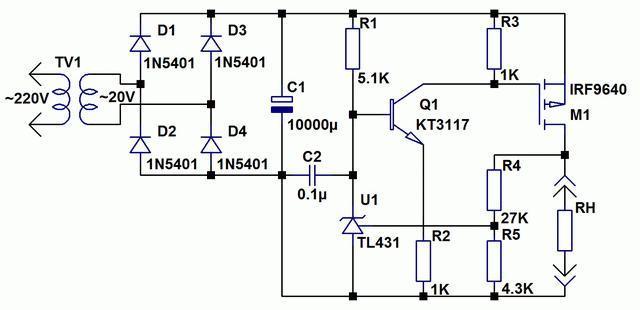 TV1
~220V
~20V
D1
1N5401
D3
1N5401
D2
1N5401
D4
1N5401
C1
10000µ
C2
0.1µ
R1
5.1K
U1
TL431
Q1
KT3117
R2
1K
R3
1K
IRF9640
M1
R4
27K
R5
4.3K
RH